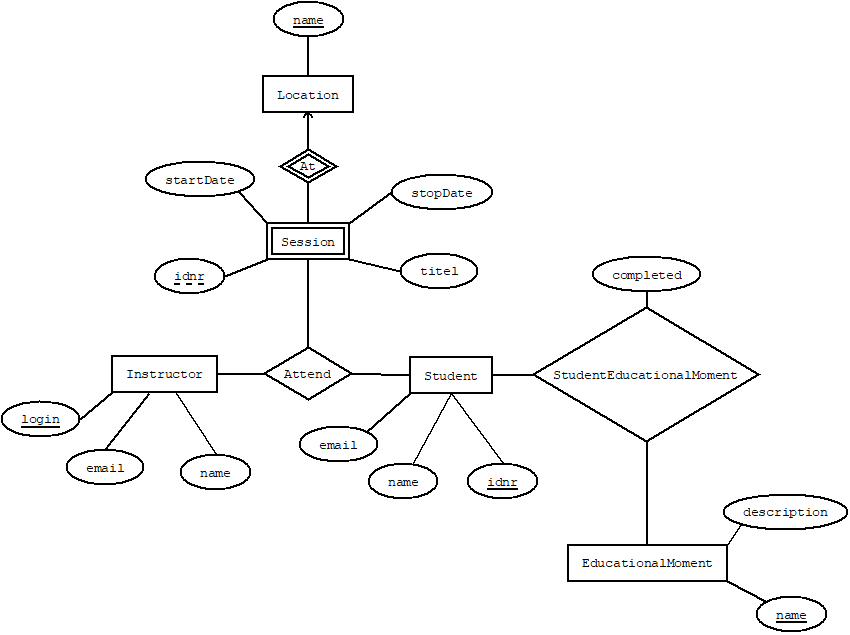 name
Location
At
startDate
stopDate
Session
idnr
titel
completed
Instructor
Attend
Student
StudentEducationalMoment
login
email
email
name
name
idnr
description
EducationalMoment
name